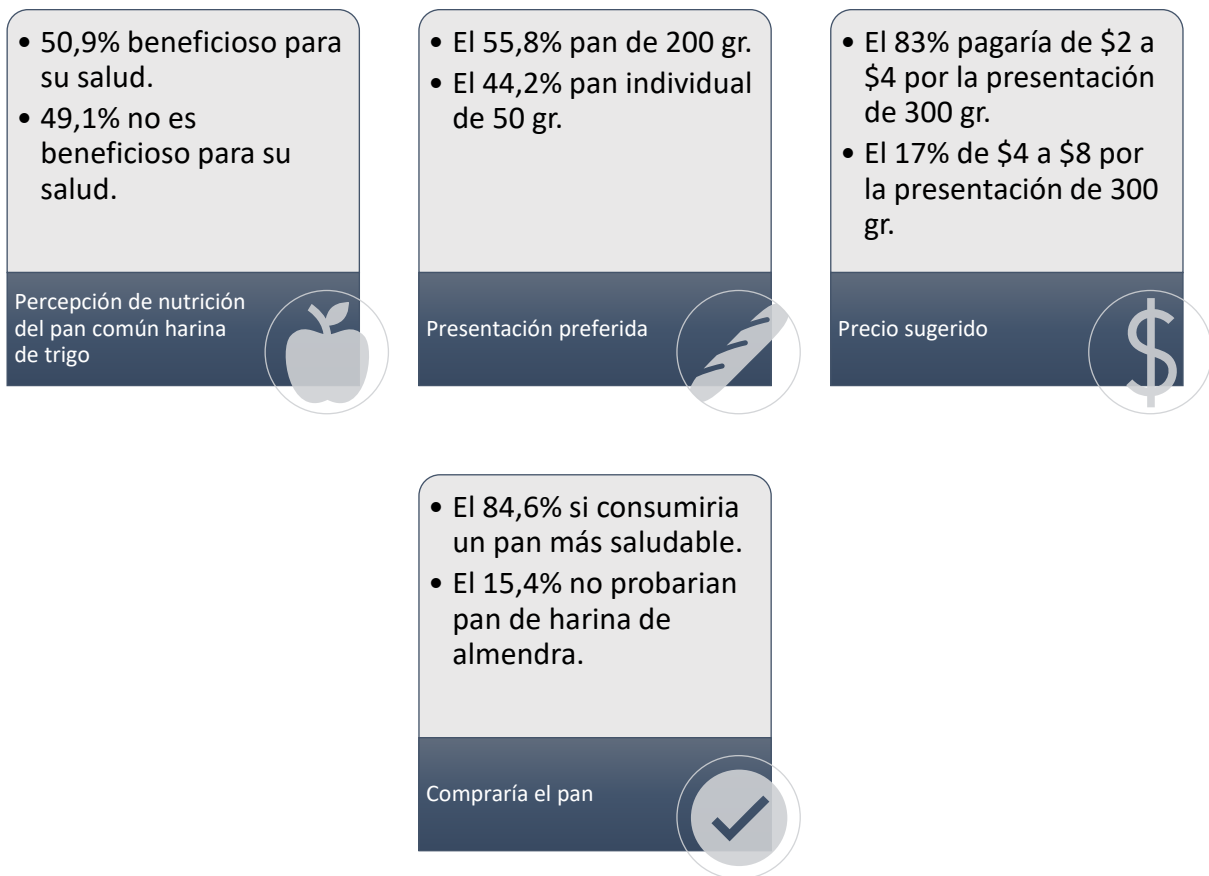 • 50,9% beneficioso para
su salud.
• 49,1% no es
beneficioso para su
salud.
Percepción de nutrición
del pan común harina
de trigo
• El 55,8% pan de 200 gr.
• El 44,2% pan individual
de 50 gr.
Presentación preferida
• El 83% pagaría de $2 a
$4 por la presentación
de 300 gr.
• El 17% de $4 a $8 por
la presentación de 300
gr.
Precio sugerido
$
• El 84,6% si consumiria
un pan más saludable.
• El 15,4% no probarian
pan de harina de
almendra.
Compraría el pan